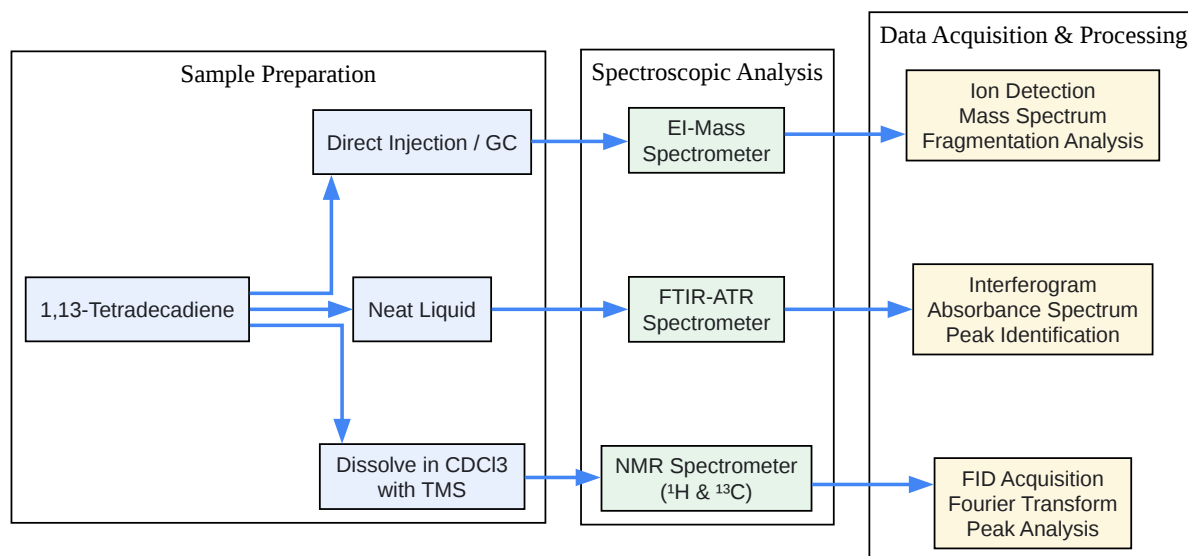 Sample Preparation
Spectroscopic Analysis
Data Acquisition & Processing
Direct Injection / GC
EI-Mass
Spectrometer
Ion Detection
Mass Spectrum
Fragmentation Analysis
1,13-Tetradecadiene
Neat Liquid
FTIR-ATR
Spectrometer
Interferogram
Absorbance Spectrum
Peak Identification
Dissolve in CDCl3
with TMS
NMR Spectrometer
(¹H & ¹³C)
FID Acquisition
Fourier Transform
Peak Analysis